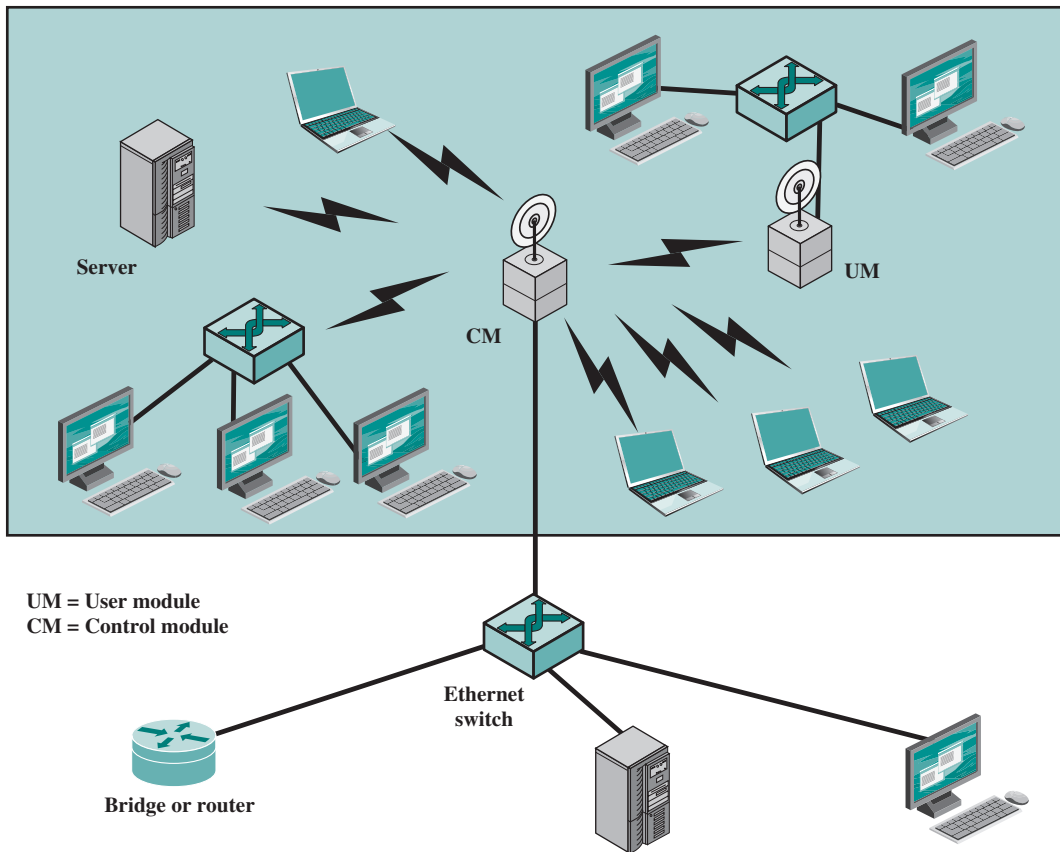 Server
CM
UM
UM = User module
CM = Control module
Ethernet
switch
Bridge or router